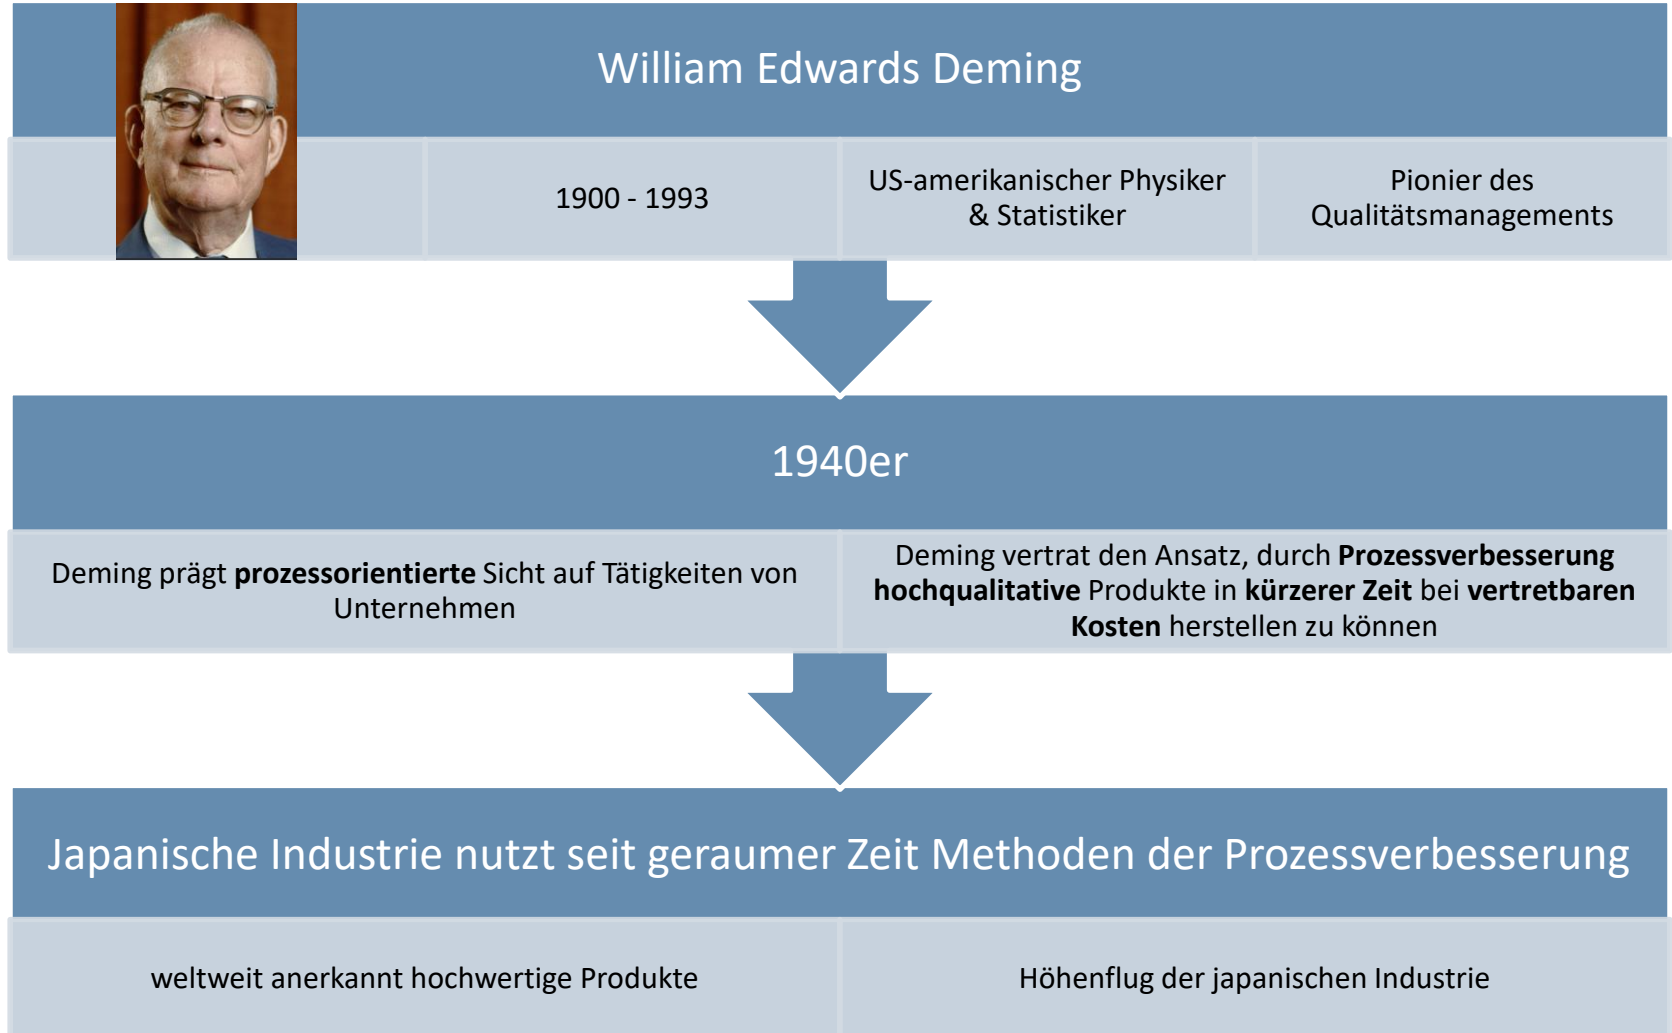 William Edwards Deming
1900 - 1993
US-amerikanischer Physiker
& Statistiker
Pionier des
Qualitätsmanagements
1940er
Deming prägt prozessorientierte Sicht auf Tätigkeiten von
Unternehmen
Deming vertrat den Ansatz, durch Prozessverbesserung
hochqualitative Produkte in kürzerer Zeit bei vertretbaren
Kosten herstellen zu können
Japanische Industrie nutzt seit geraumer Zeit Methoden der Prozessverbesserung
weltweit anerkannt hochwertige Produkte
Höhenflug der japanischen Industrie